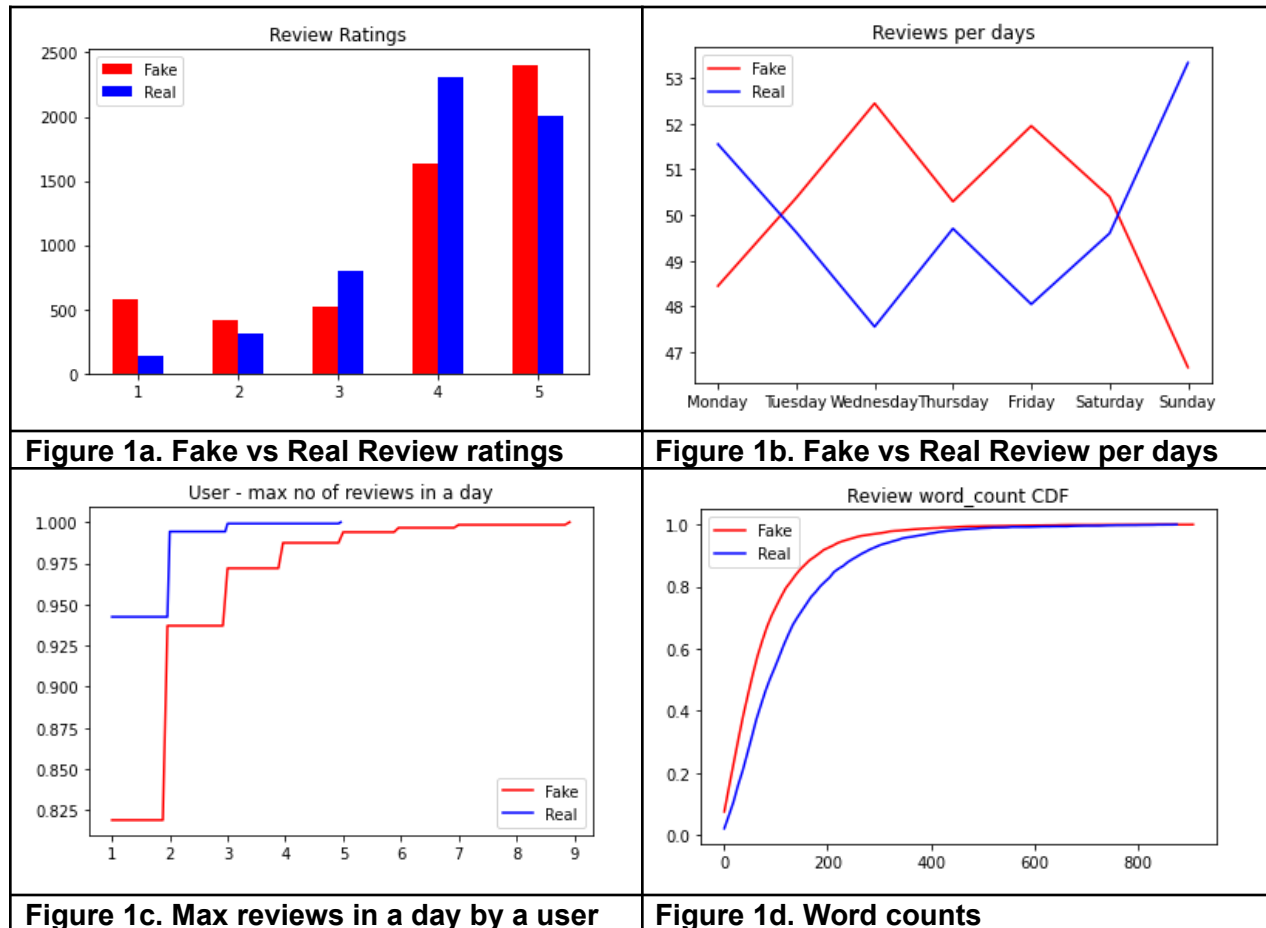 Review Ratings
2500
2000
1500
1000
500
0
Fake
Real
1 2 3 4 5
Reviews per days
53
52
51
50
49
48
47
Fake
Real
Monday Tuesday Wednesday Thursday Friday Saturday Sunday
Figure 1a. Fake vs Real Review ratings
Figure 1b. Fake vs Real Review per days
User - max no of reviews in a day
1.000
0.975
0.950
0.925
0.900
0.875
0.850
0.825
Fake
Real
1 2 3 4 5 6 7 8 9
Review word_count CDF
1.0
0.8
0.6
0.4
0.2
0.0
Fake
Real
0 200 400 600 800
Figure 1c. Max reviews in a day by a user
Figure 1d. Word counts